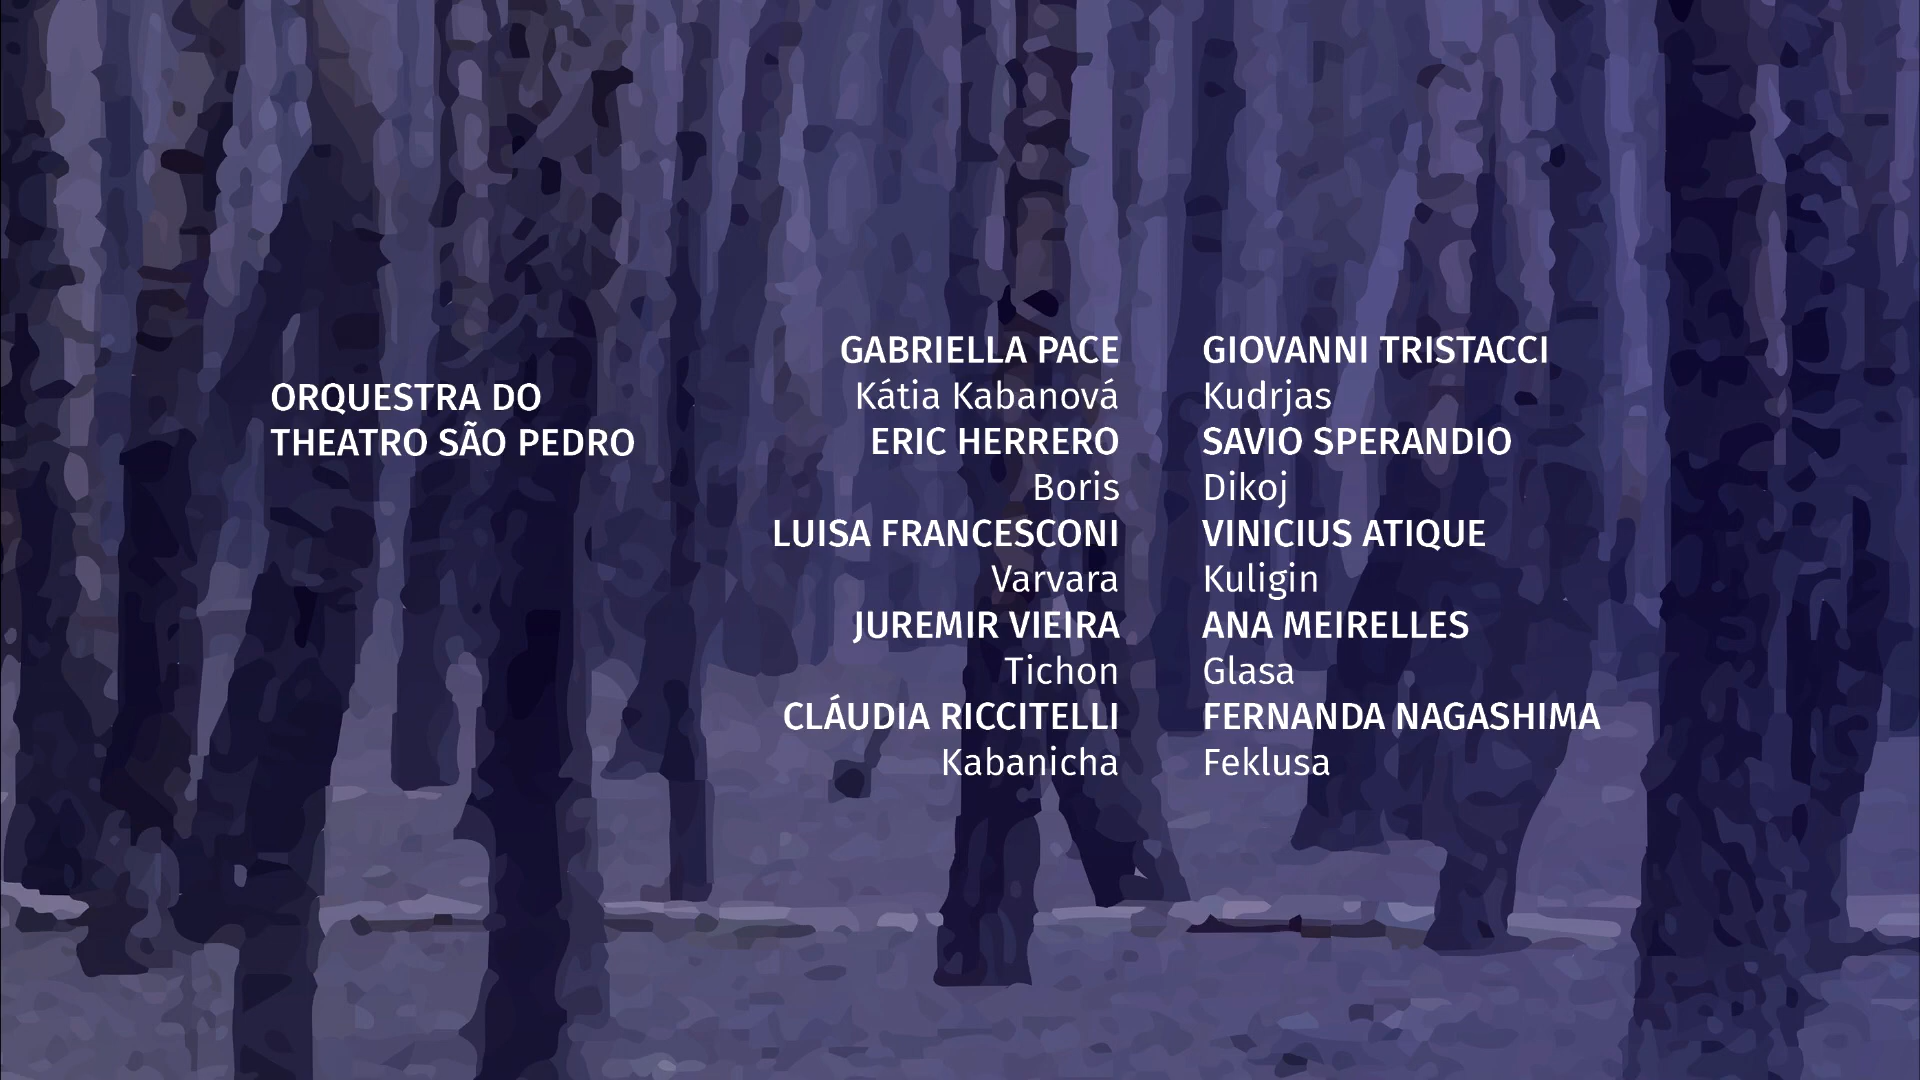 ORQUESTRA DO
THEATRO SÃO PEDRO
GABRIELLA PACE
Kátia Kabanová
ERIC HERRERO
Boris
LUISA FRANCESCONI
Varvara
JUREMIR VIEIRA
Tichon
CLÁUDIA RICCITELLI
Kabanicha
GIOVANNI TRISTACCI
Kudrjas
SAVIO SPERANDIO
Dikoj
VINICIUS ATIQUE
Kuligin
ANA MEIRELLES
Glasa
FERNANDA NAGASHIMA
Feklusa